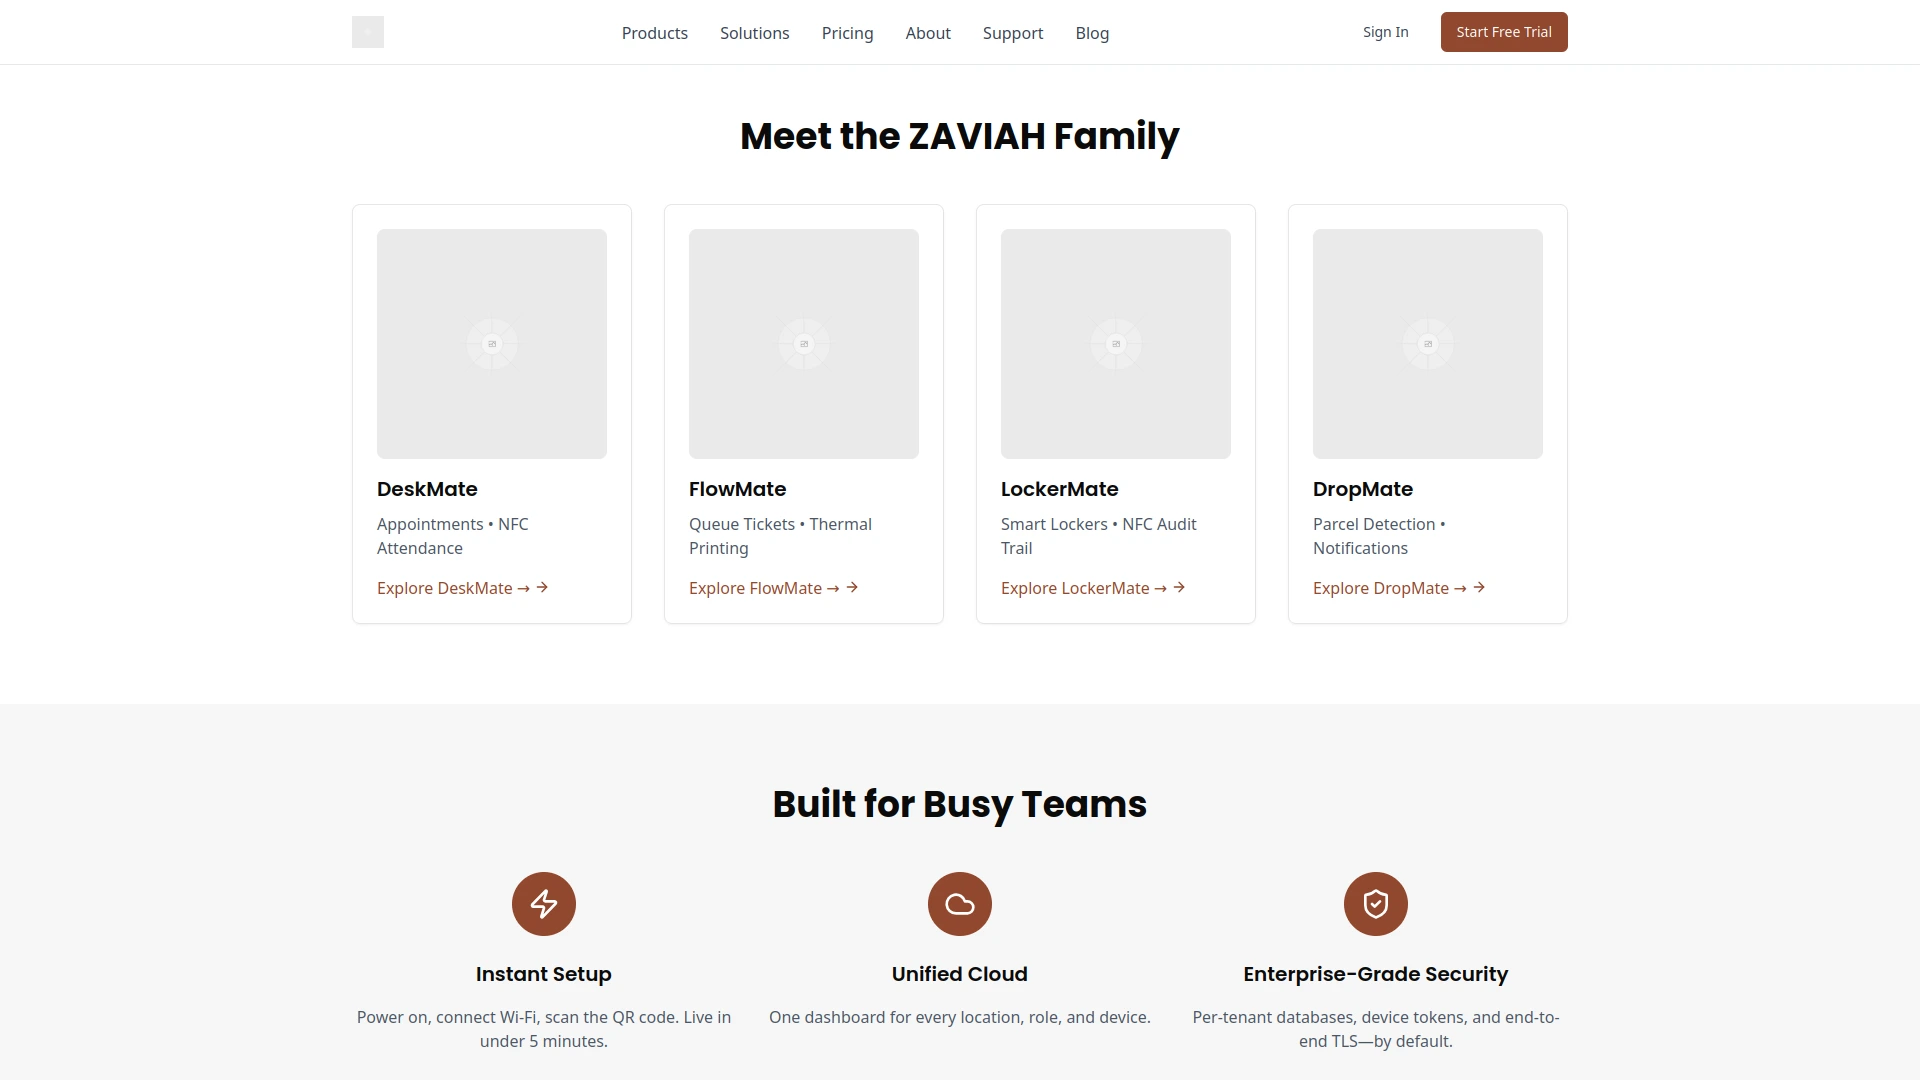 Products
Solutions
Pricing
About
Support
Blog
Sign In
Start Free Trial
Meet the ZAVIAH Family
DeskMate
Appointments • NFC
Attendance
Explore DeskMate →
FlowMate
Queue Tickets • Thermal
Printing
Explore FlowMate →
LockerMate
Smart Lockers • NFC Audit
Trail
Explore LockerMate →
DropMate
Parcel Detection •
Notifications
Explore DropMate →
Built for Busy Teams
Instant Setup
Power on, connect Wi-Fi, scan the QR code. Live in
under 5 minutes.
Unified Cloud
One dashboard for every location, role, and device.
Enterprise-Grade Security
Per-tenant databases, device tokens, and end-to-
end TLS—by default.